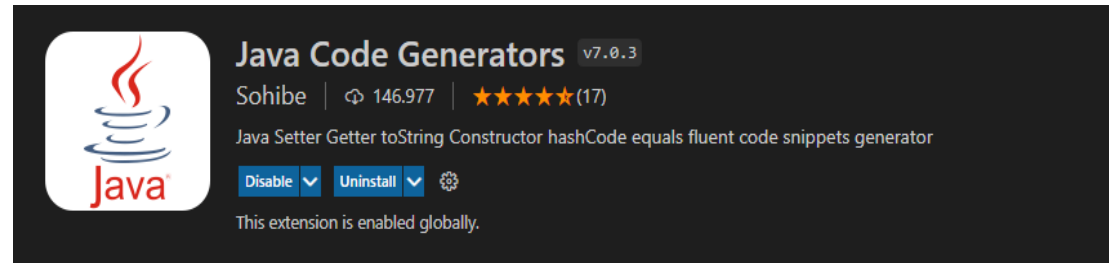 Java Code Generators v7.0.3
Sohibe 146.977 (17)
Java Setter Getter toString Constructor hashCode equals fluent code snippets generator
Java
Disable Uninstall
This extension is enabled globally.